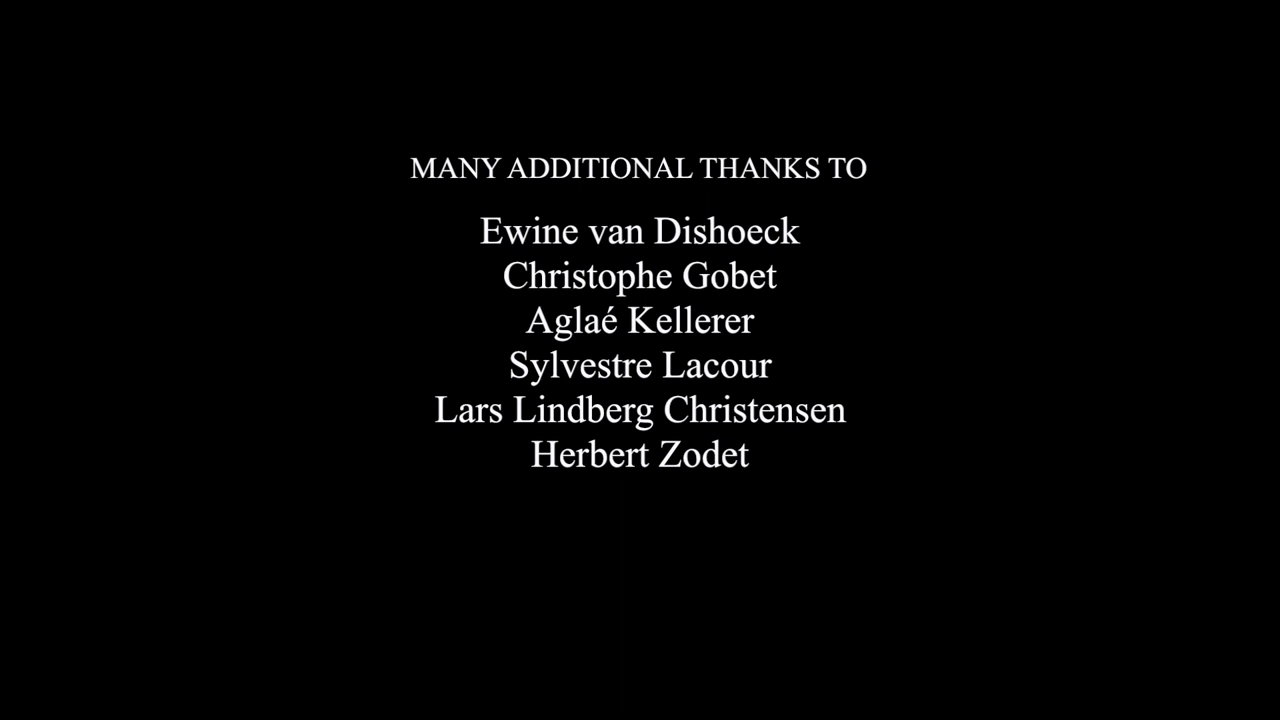 MANY ADDITIONAL THANKS TO
Ewine van Dishoeck
Christophe Gobet
Aglaé Kellerer
Sylvestre Lacour
Lars Lindberg Christensen
Herbert Zodet